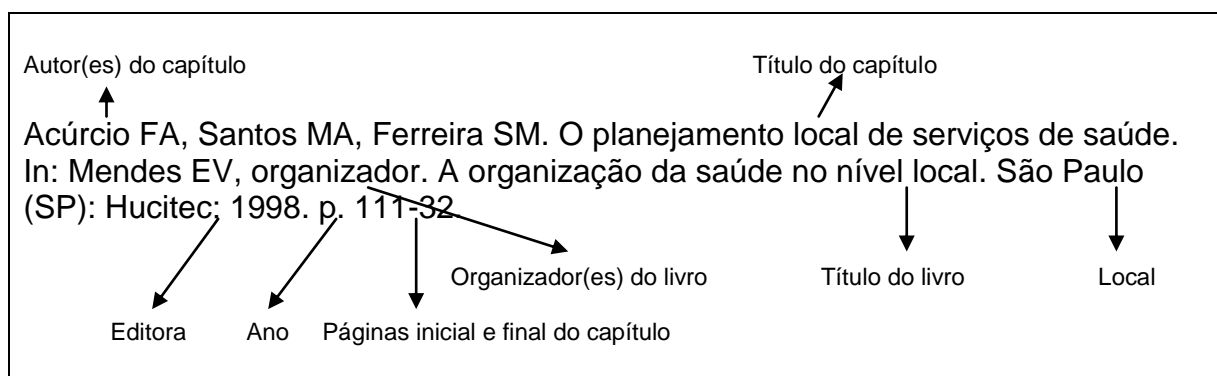 Autor(es) do capítulo Título do capítulo
Acúrcio FA, Santos MA, Ferreira SM. O planejamento local de serviços de saúde.
In: Mendes EV, organizador. A organização da saúde no nível local. São Paulo
(SP): Hucitec; 1998. p. 111-32.
Organizador(es) do livro Título do livro Local
Editora Ano Páginas inicial e final do capítulo